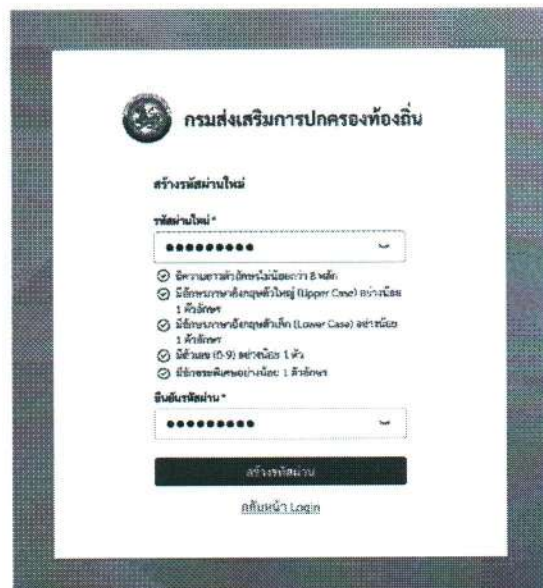 กรมส่งเสริมการปกครองท้องถิ่น
สร้างรหัสผ่านใหม่
รหัสผ่านใหม่ *
มีความยาวตัวอักษรไม่น้อยกว่า 8 หลัก
มีอักษรภาษาอังกฤษตัวใหญ่ (Upper Case) อย่างน้อย
1 ตัวอักษร
มีอักษรภาษาอังกฤษตัวเล็ก (Lower Case) อย่างน้อย
1 ตัวอักษร
มีตัวเลข (0-9) อย่างน้อย 1 ตัว
มีอักขระพิเศษอย่างน้อย 1 ตัวอักษร
ยืนยันรหัสผ่าน *
สร้างรหัสผ่าน
กลับหน้า Login